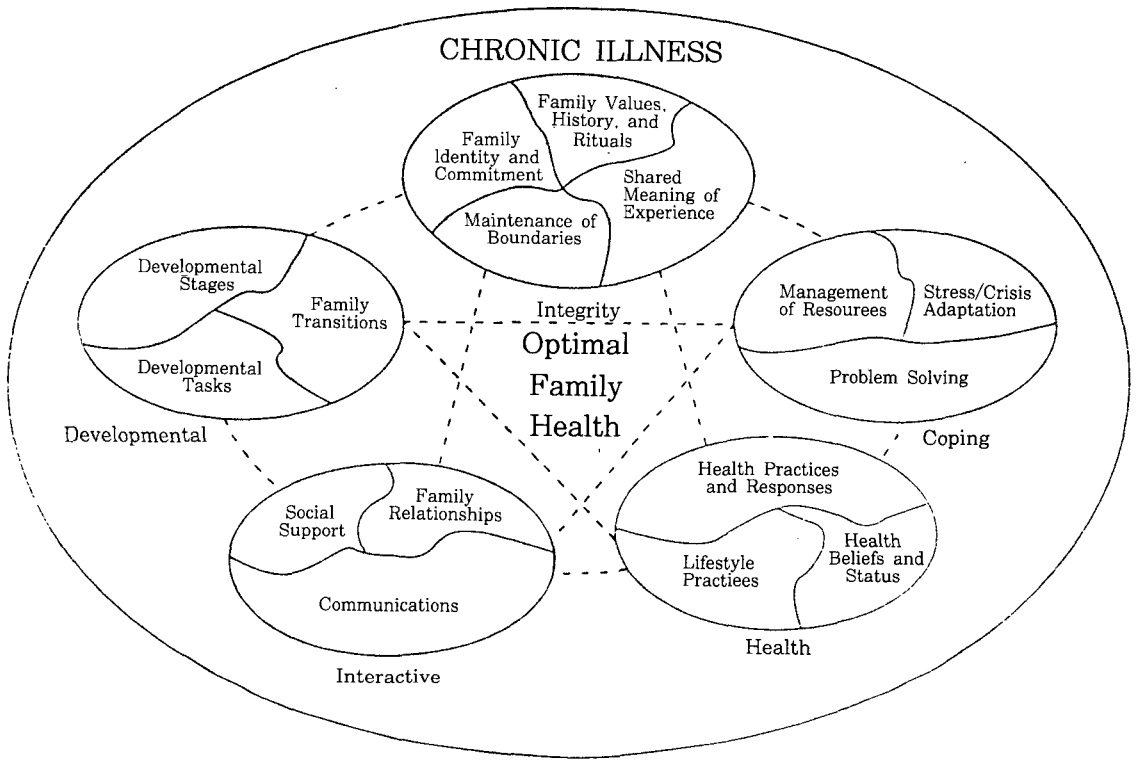 CHRONIC ILLNESS
Family Values,
History, and
Rituals
Family
Identity and
Commitment
Shared
Meaning of
Experience
Maintenance of
Boundaries
Integrity
Developmental
Stages
Family
Transitions
Developmental
Tasks
Developmental
Management
of Resourees
Stress/Crisis
Adaptation
Problem Solving
Coping
Optimal
Family
Health
Social
Support
Family
Relationships
Communications
Interactive
Health Practices
and Responses
Lifestyle
Practiees
Health
Beliefs and
Status
Health